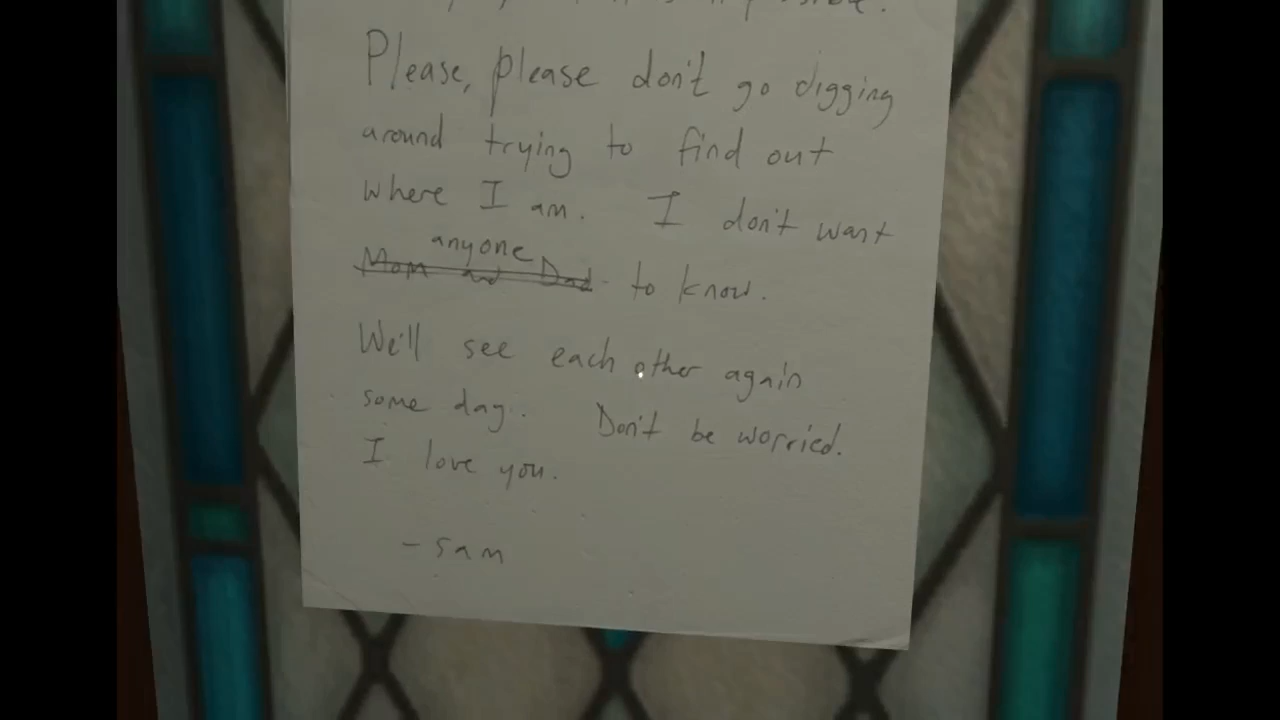 impossible.
Please, please don't go digging
around trying to find out
where I am. I don't want
anyone
Mom and Dad to know.
We'll see each other again
some day. Don't be worried.
I love you.
- Sam